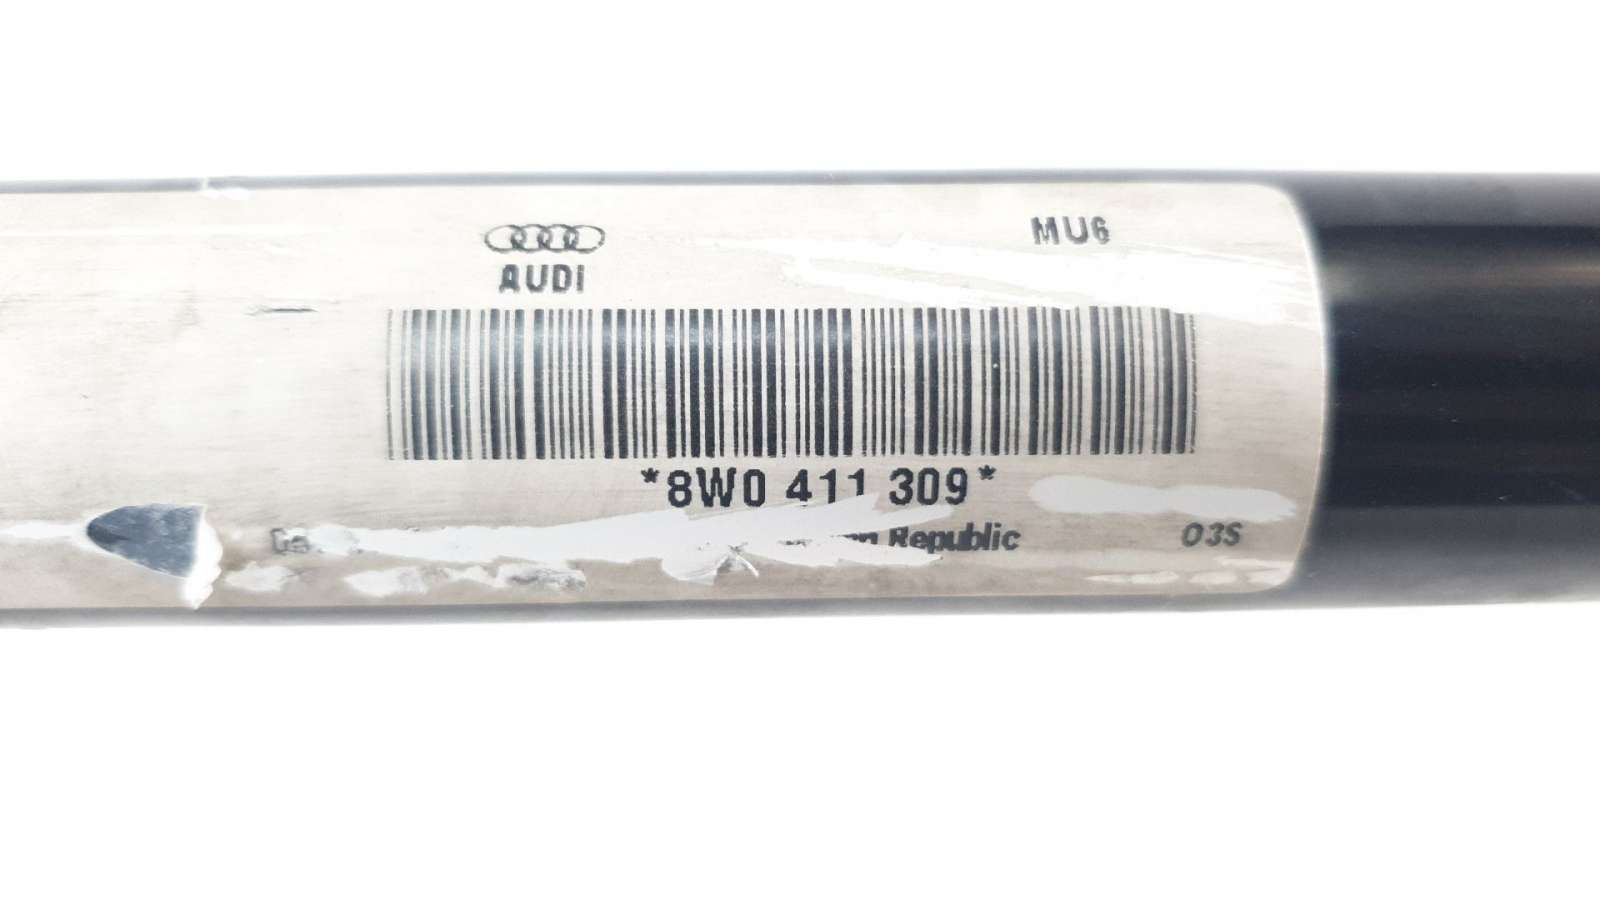 MU6
AUDI
*8W0 411 309*
Republic
03S